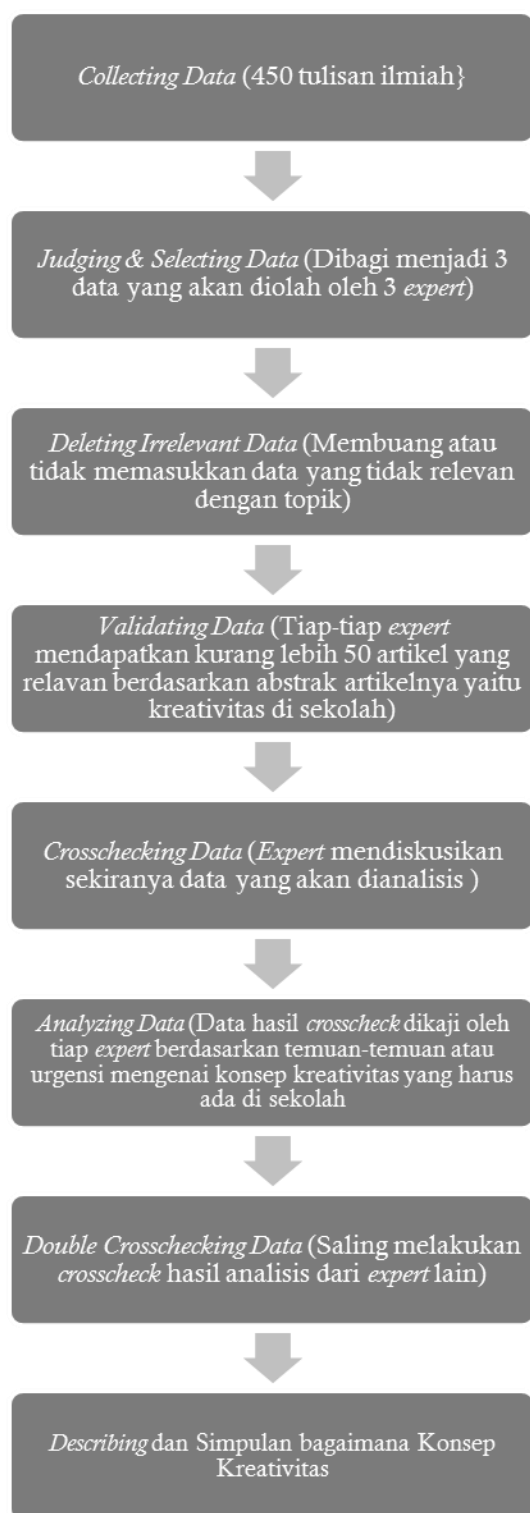 Collecting Data (450 tulisan ilmiah}
Judging & Selecting Data (Dibagi menjadi 3
data yang akan diolah oleh 3 expert)
Deleting Irrelevant Data (Membuang atau
tidak memasukkan data yang tidak relevan
dengan topik)
Validating Data (Tiap-tiap expert
mendapatkan kurang lebih 50 artikel yang
relavan berdasarkan abstrak artikelnya yaitu
kreativitas di sekolah)
Crosschecking Data (Expert mendiskusikan
sekiranya data yang akan dianalisis )
Analyzing Data (Data hasil crosscheck dikaji oleh
tiap expert berdasarkan temuan-temuan atau
urgensi mengenai konsep kreativitas yang harus
ada di sekolah
Double Crosschecking Data (Saling melakukan
crosscheck hasil analisis dari expert lain)
Describing dan Simpulan bagaimana Konsep
Kreativitas